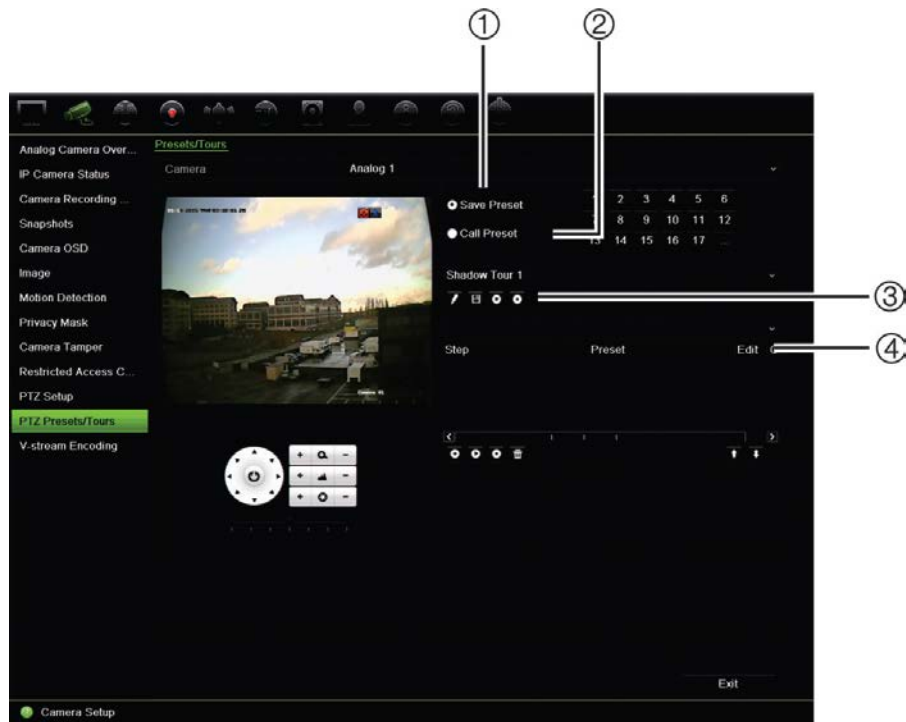 ① ②
Analog Camera Over...
Presets/Tours
IP Camera Status
Camera Analog 1
Camera Recording ...
Save Preset
2 3 4 5 6
Snapshots
8 9 10 11 12
Call Preset
13 14 15 16 17 ...
Camera OSD
Image
Shadow Tour 1
Motion Detection
③
Privacy Mask
Camera Tamper
Step Preset Edit
④
Restricted Access C...
PTZ Setup
PTZ Presets/Tours
V-stream Encoding
Exit
Camera Setup